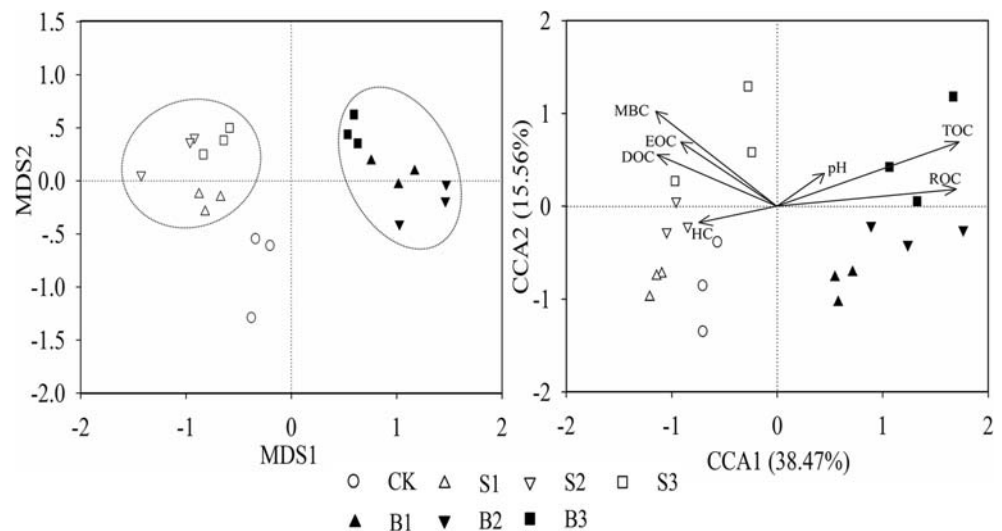 1.5
1.0
.5
0.0
-.5
-1.0
-1.5
-2.0
MDS2
-2 -1 0 1 2
MDS1
2
1
0
-1
-2
CCA2 (15.56%)
MBC
EOC
DOC
HC
pH
TOC
ROC
-2 -1 0 1 2
CCA1 (38.47%)
CK S1 S2 S3
B1 B2 B3